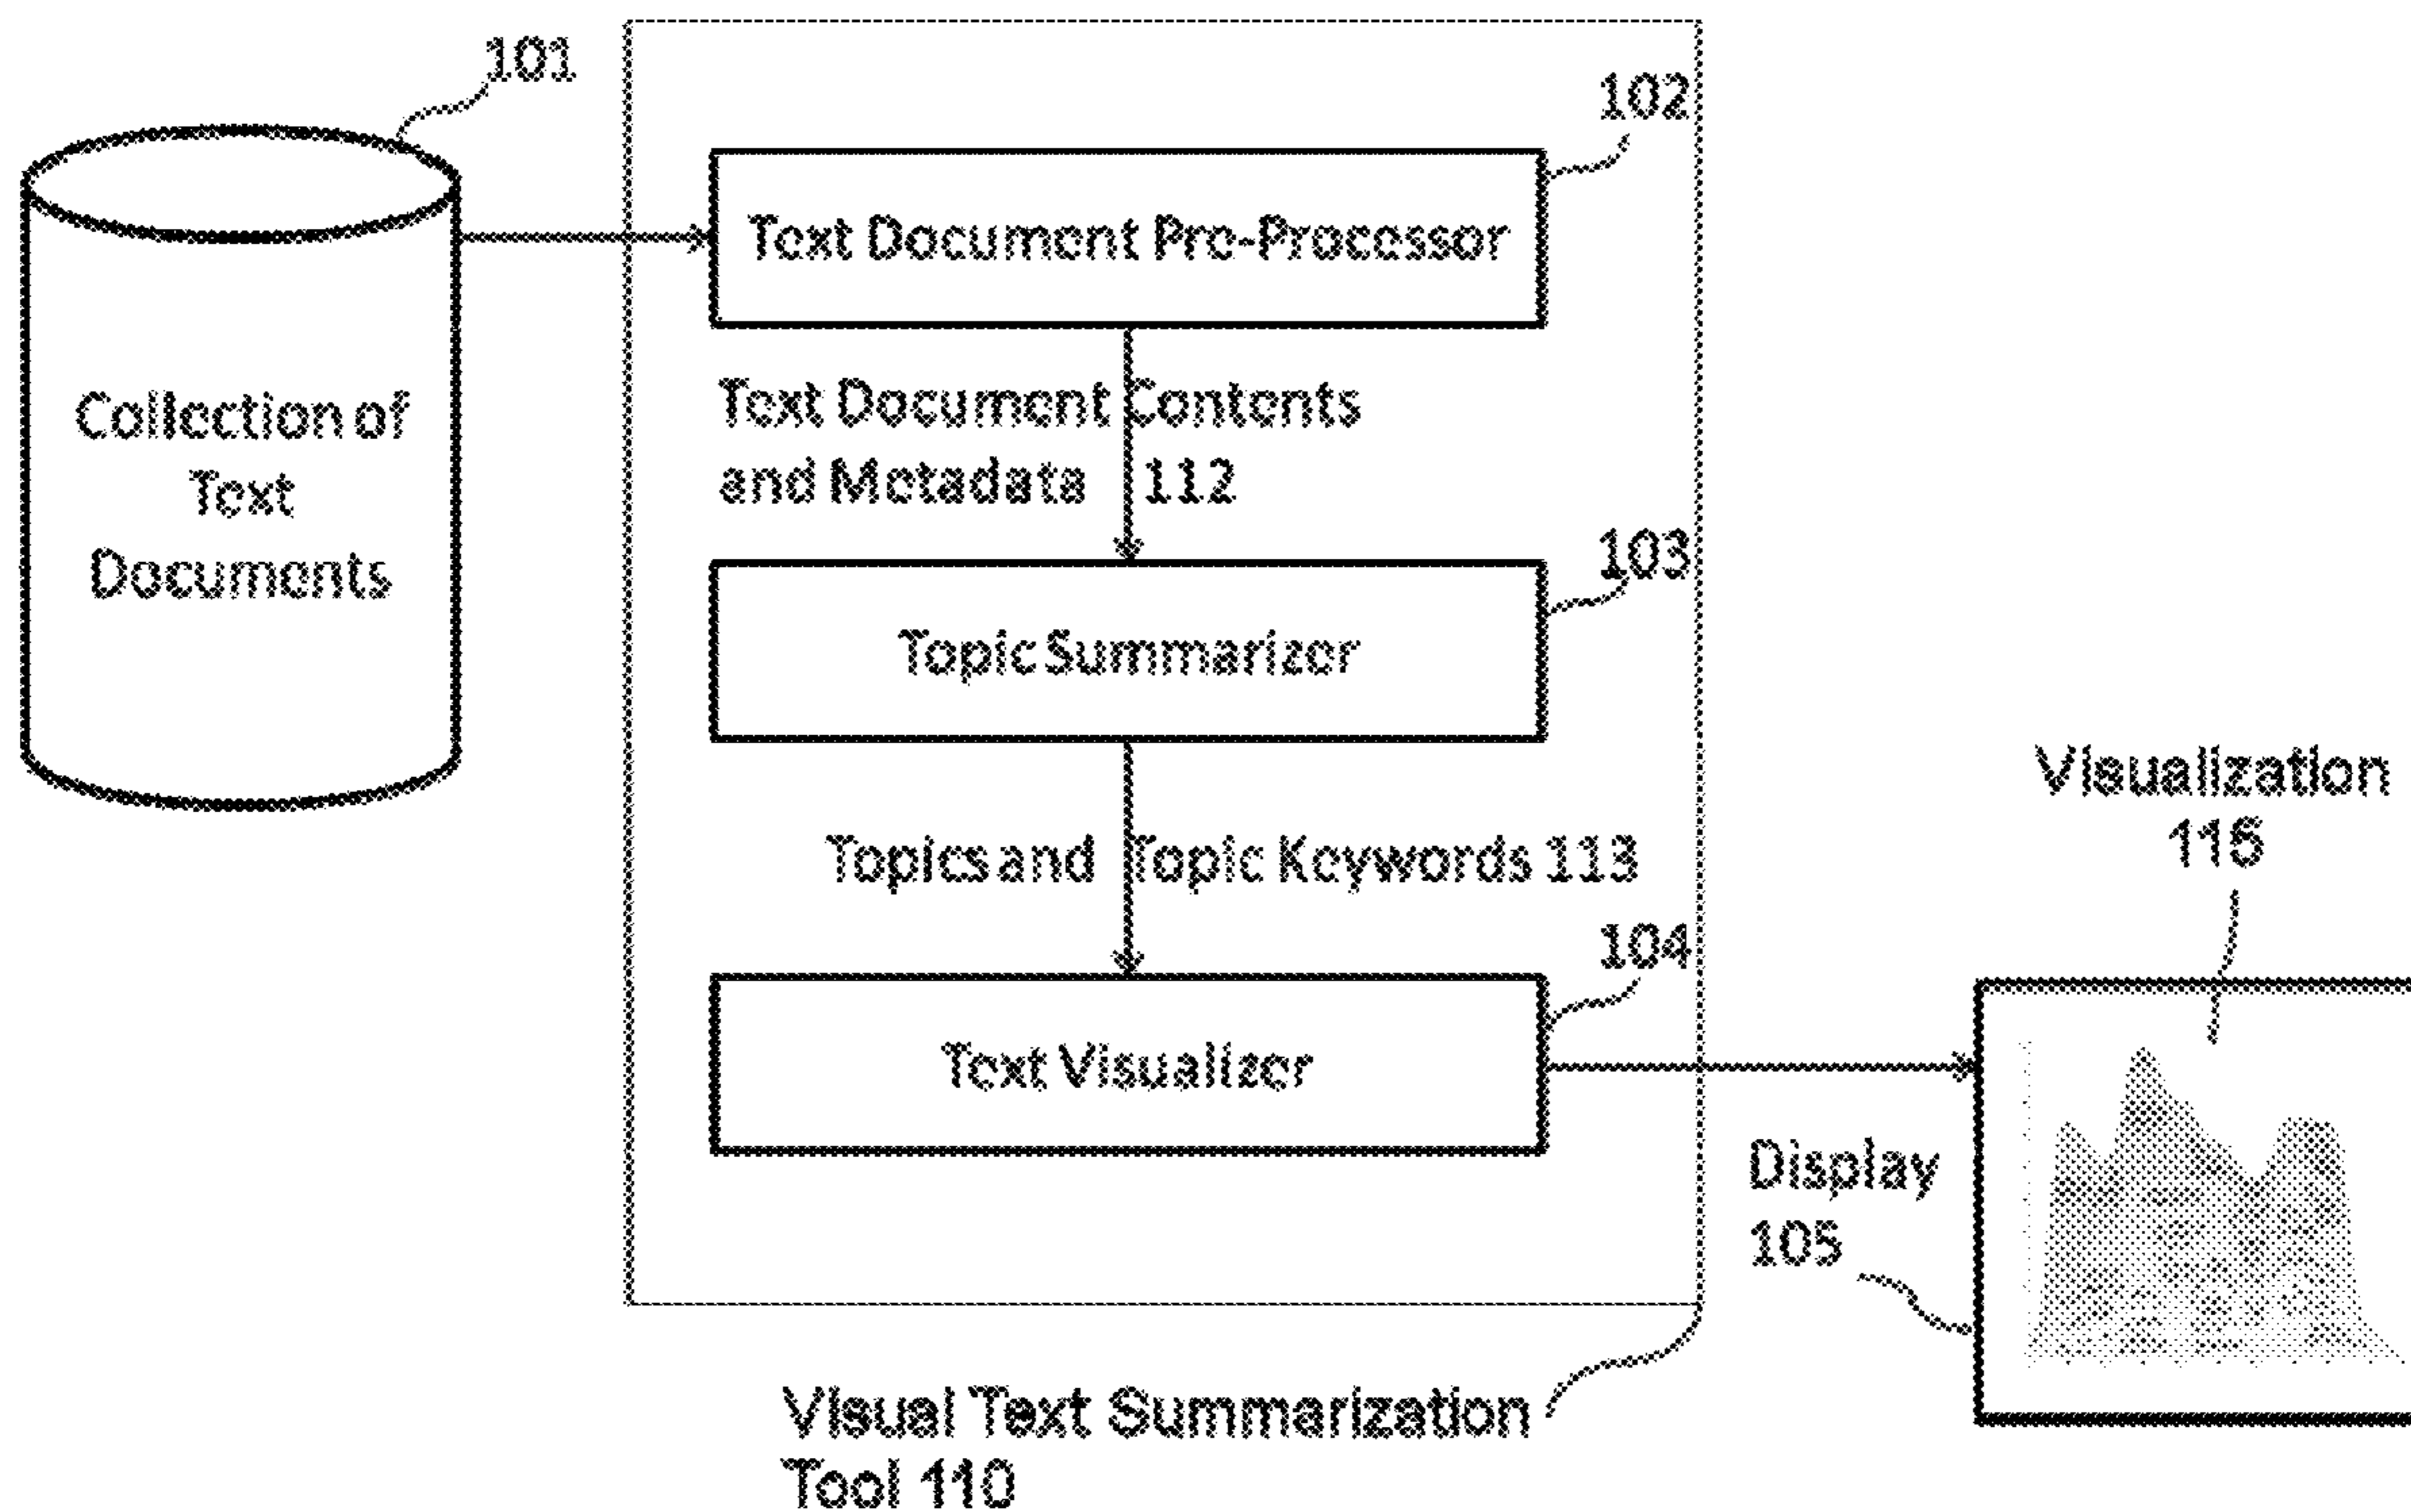 101
102
Text Document Pre-Processor
Collection of
Text
Documents
Text Document Contents
and Metadata 112
103
Topic Summarizer
Topics and Topic Keywords 113
104
Text Visualizer
Visualization
115
Display
105
Visual Text Summarization
Tool 110